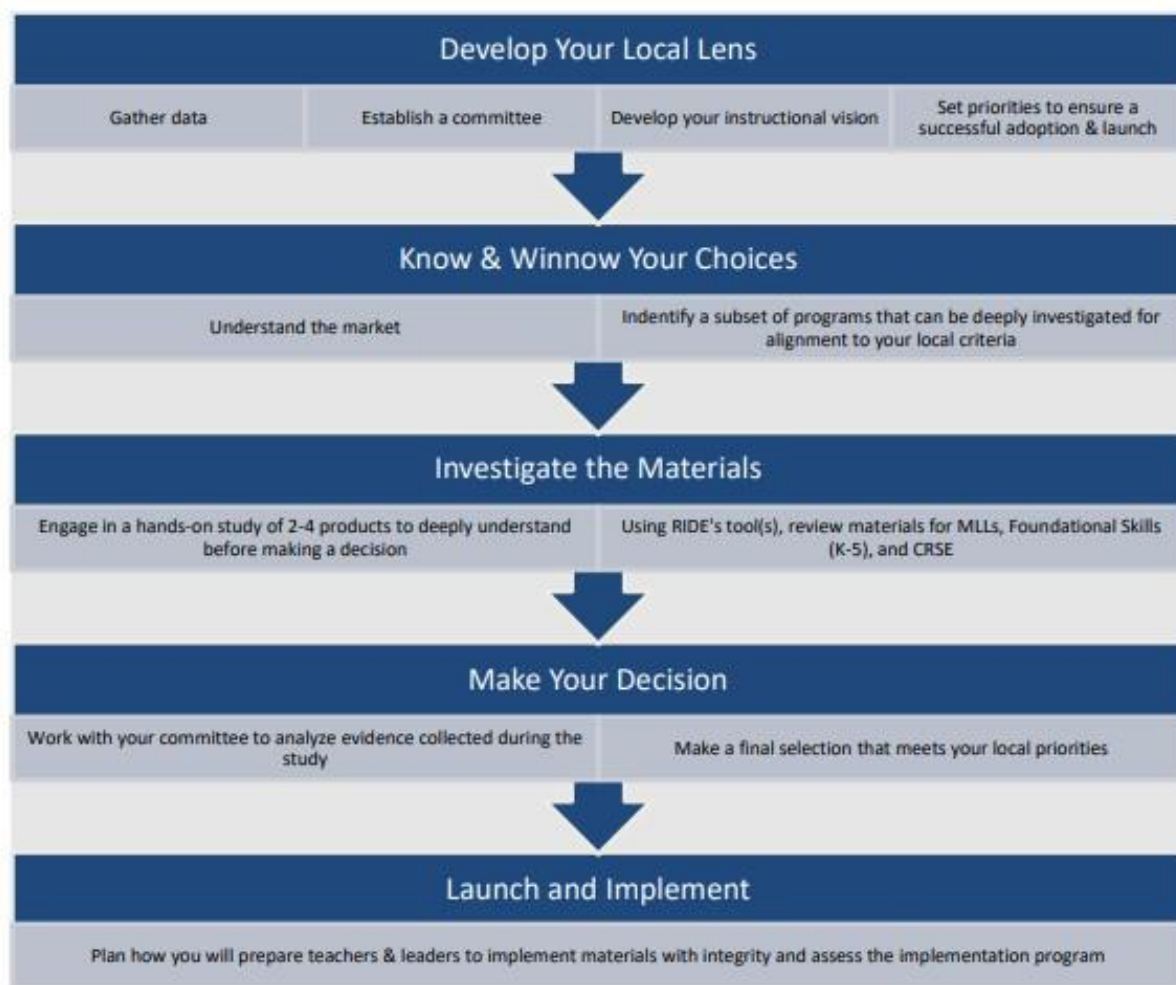 Develop Your Local Lens
Gather data
Establish a committee
Develop your instructional vision
Set priorities to ensure a
successful adoption & launch
Know & Winnow Your Choices
Understand the market
Indentify a subset of programs that can be deeply investigated for
alignment to your local criteria
Investigate the Materials
Engage in a hands-on study of 2-4 products to deeply understand
before making a decision
Using RIDE's tool(s), review materials for MLLs, Foundational Skills
(K-5), and CRSE
Make Your Decision
Work with your committee to analyze evidence collected during the
study
Make a final selection that meets your local priorities
Launch and Implement
Plan how you will prepare teachers & leaders to implement materials with integrity and assess the implementation program